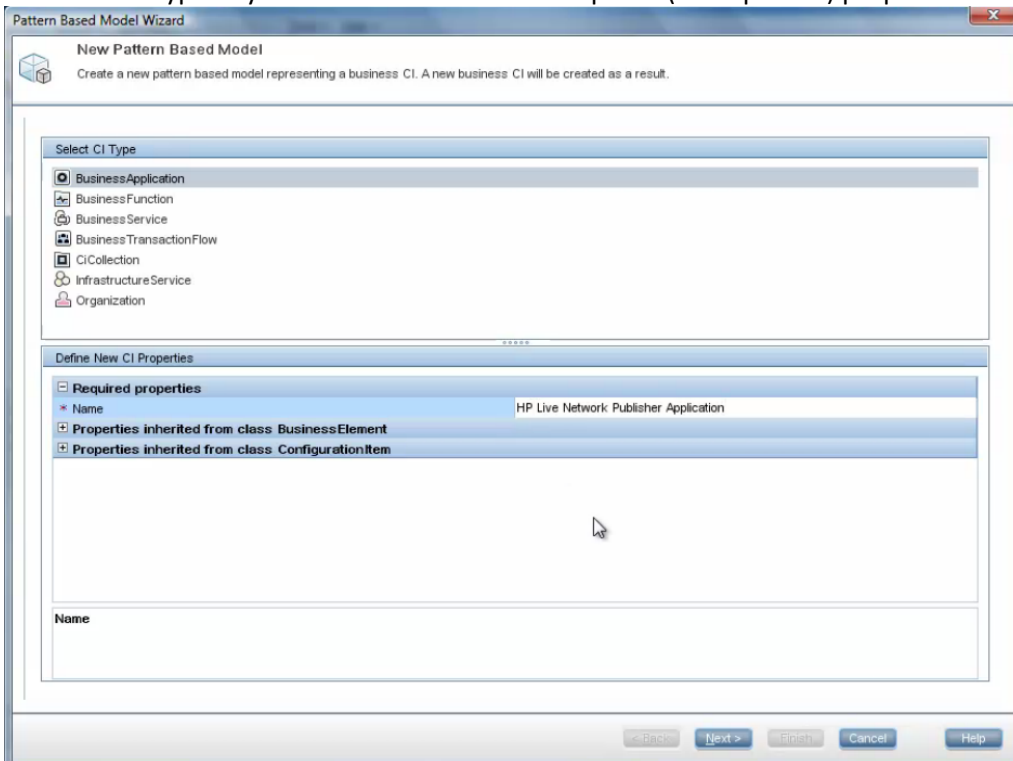 Pattern Based Model Wizard
New Pattern Based Model
Create a new pattern based model representing a business CI. A new business CI will be created as a result.
Select CI Type
BusinessApplication
BusinessFunction
BusinessService
BusinessTransactionFlow
CiCollection
InfrastructureService
Organization
Define New CI Properties
Required properties
* Name HP Live Network Publisher Application
Properties inherited from class BusinessElement
Properties inherited from class ConfigurationItem
Name
< Back Next > Finish Cancel Help